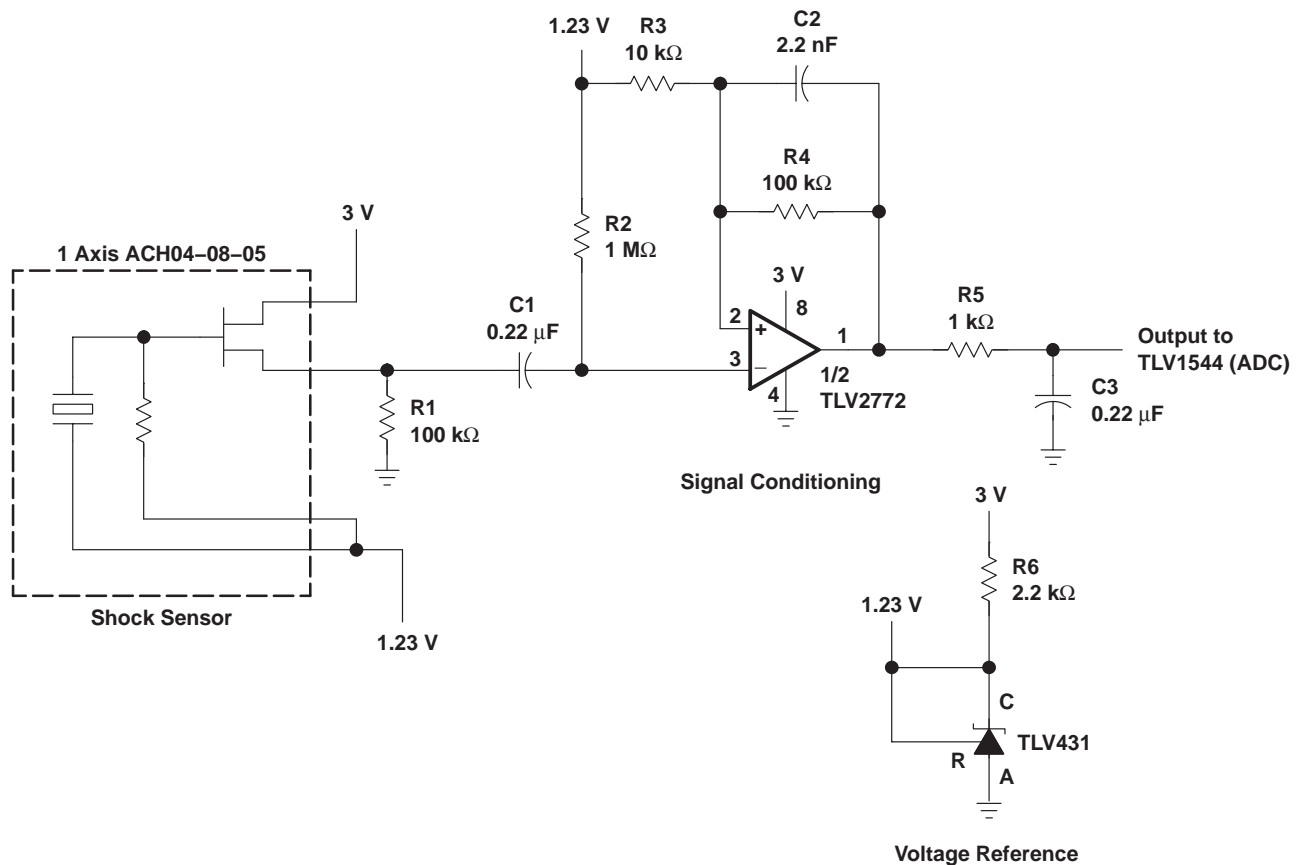 1.23 V
R3
10 kΩ
C2
2.2 nF
R4
100 kΩ
3 V
R2
1 MΩ
1 Axis ACH04–08–05
3 V
C1
0.22 μF
8
2
+
1
3
–
4
1/2
TLV2772
R5
1 kΩ
Output to
TLV1544 (ADC)
C3
0.22 μF
R1
100 kΩ
Signal Conditioning
3 V
R6
2.2 kΩ
Shock Sensor
1.23 V
1.23 V
C
TLV431
R
A
Voltage Reference